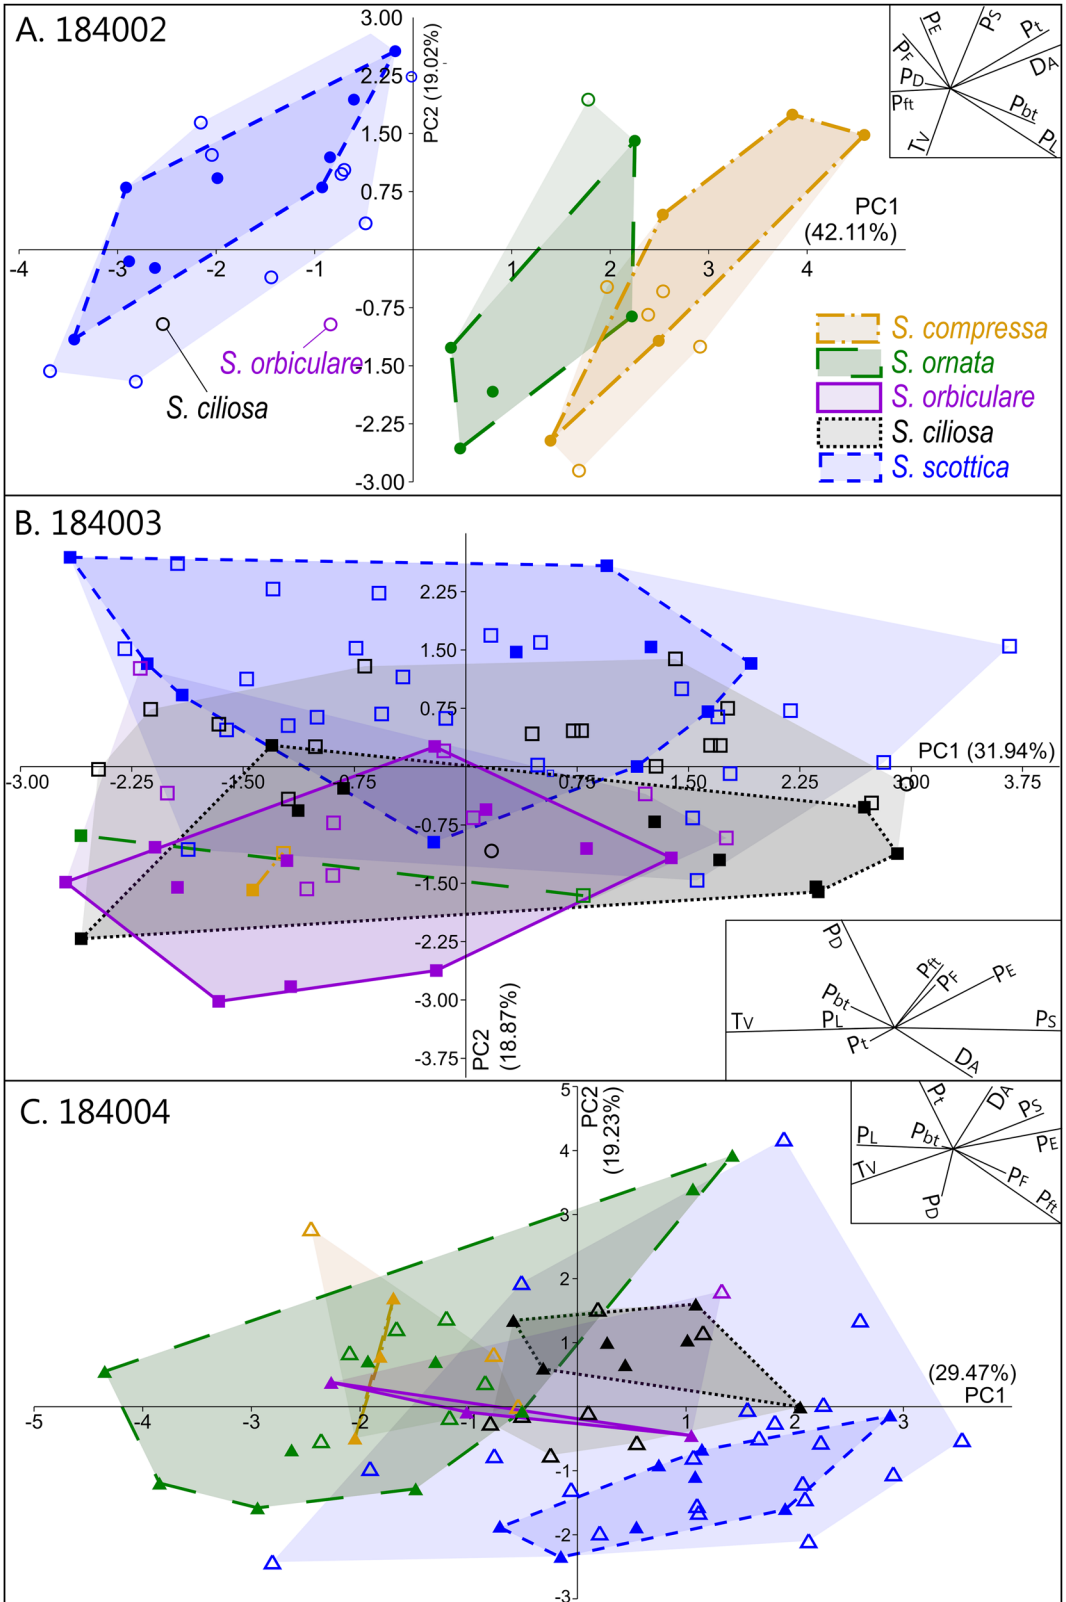 A. 184002
3.00
2.25
1.50
0.75
-0.75
-1.50
-2.25
-3.00
PC2 (19.02%)
-4
-3
-2
-1
1
2
3
4
PC1
(42.11%)
PE
PS
Pt
PF
DA
PD
Pft
Pbt
TV
PL
S. orbiculare
S. ciliosa
S. compressa
S. ornata
S. orbiculare
S. ciliosa
S. scottica
B. 184003
2.25
1.50
0.75
-0.75
-1.50
-2.25
-3.00
-3.75
PC1 (31.94%)
-3.00
-2.25
-1.50
-0.75
0.75
1.50
2.25
3.00
3.75
PC2
(18.87%)
PD
Pft
PF
PE
Pbt
TV
PL
PS
Pt
DA
C. 184004
5
4
3
2
1
-1
-2
-3
PC2
(19.23%)
-5
-4
-3
-2
-1
1
2
3
(29.47%)
PC1
Pt
DA
PS
PL
Pbt
PE
TV
PF
PD
Pft